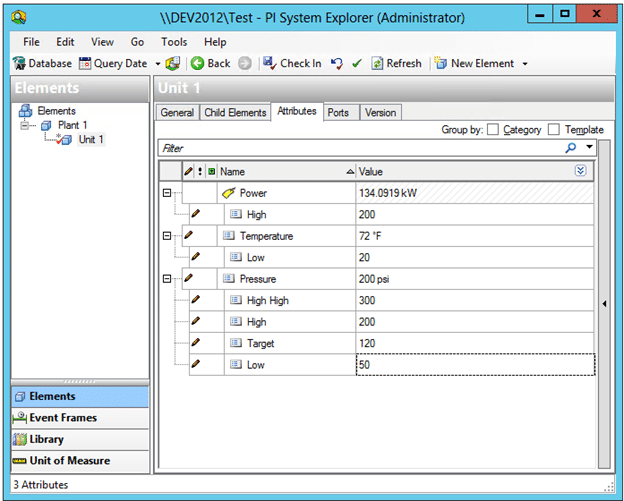 \\DEV2012\Test - PI System Explorer (Administrator)
File Edit View Go Tools Help
Database Query Date Back Check In Refresh New Element
Elements
Unit 1
General Child Elements Attributes Ports Version
Elements
Plant 1
Unit 1
Group by: Category Template
Filter
Name Value
Power 134.0919 kW
High 200
Temperature 72 °F
Low 20
Pressure 200 psi
High High 300
High 200
Target 120
Low 50
Elements
Event Frames
Library
Unit of Measure
3 Attributes